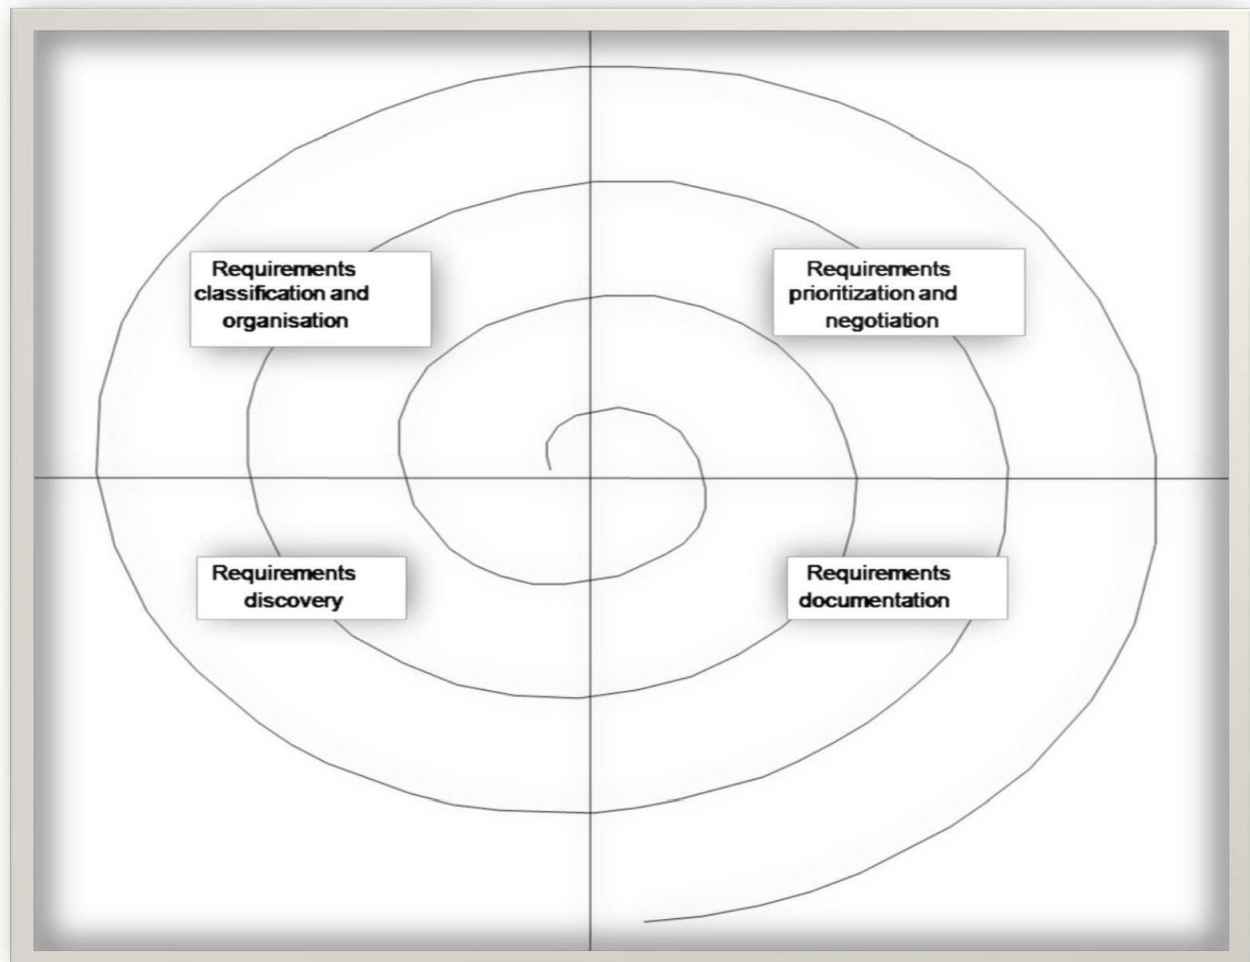 Requirements
classification and
organisation
Requirements
prioritization and
negotiation
Requirements
discovery
Requirements
documentation